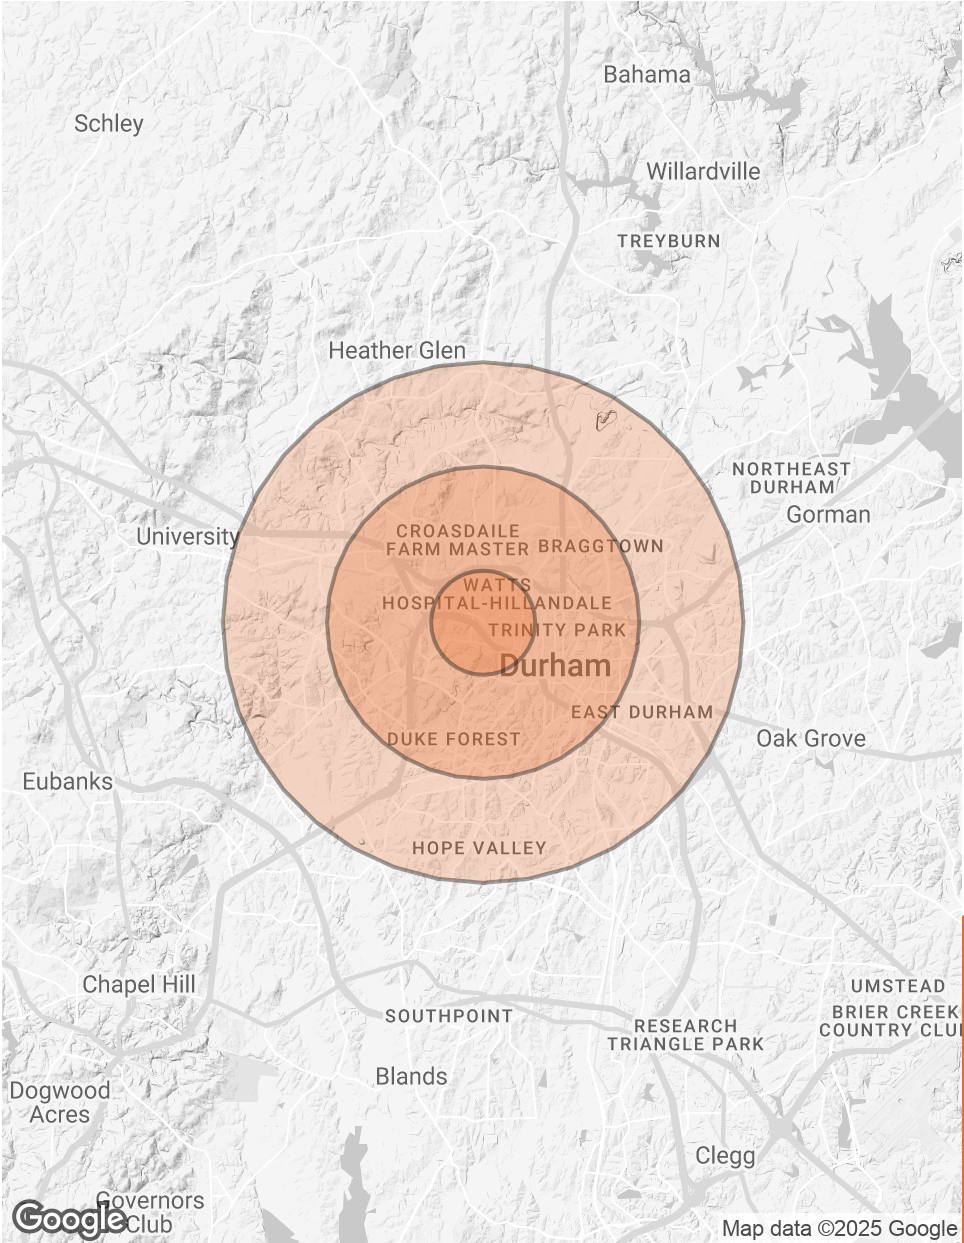 Bahama
Schley
Willardville
TREYBURN
Heather Glen
NORTHEAST
DURHAM
Gorman
University
CROASDAILE
FARM MASTER
BRAGGTOWN
WATTS
HOSPITAL-HILLANDALE
TRINITY PARK
Durham
EAST DURHAM
DUKE FOREST
Oak Grove
Eubanks
HOPE VALLEY
Chapel Hill
UMSTEAD
BRIER CREEK
COUNTRY CLU
SOUTHPOINT
RESEARCH
TRIANGLE PARK
Blands
Dogwood
Acres
Clegg
Governors
Club
Google
Map data ©2025 Google